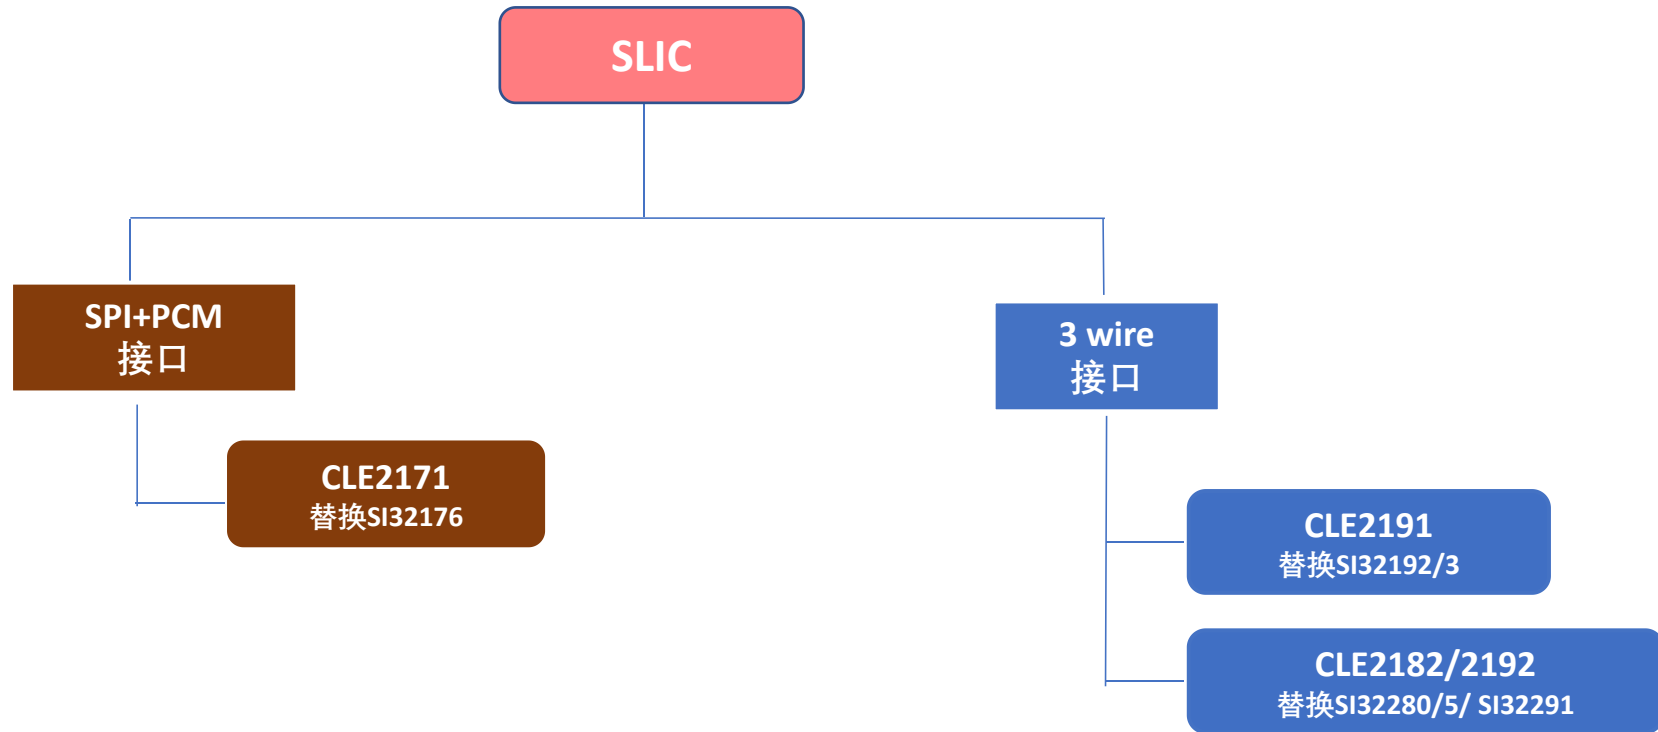 SLIC
SPI+PCM
接口
3 wire
接口
CLE2171
替换SI32176
CLE2191
替换SI32192/3
CLE2182/2192
替换SI32280/5/ SI32291